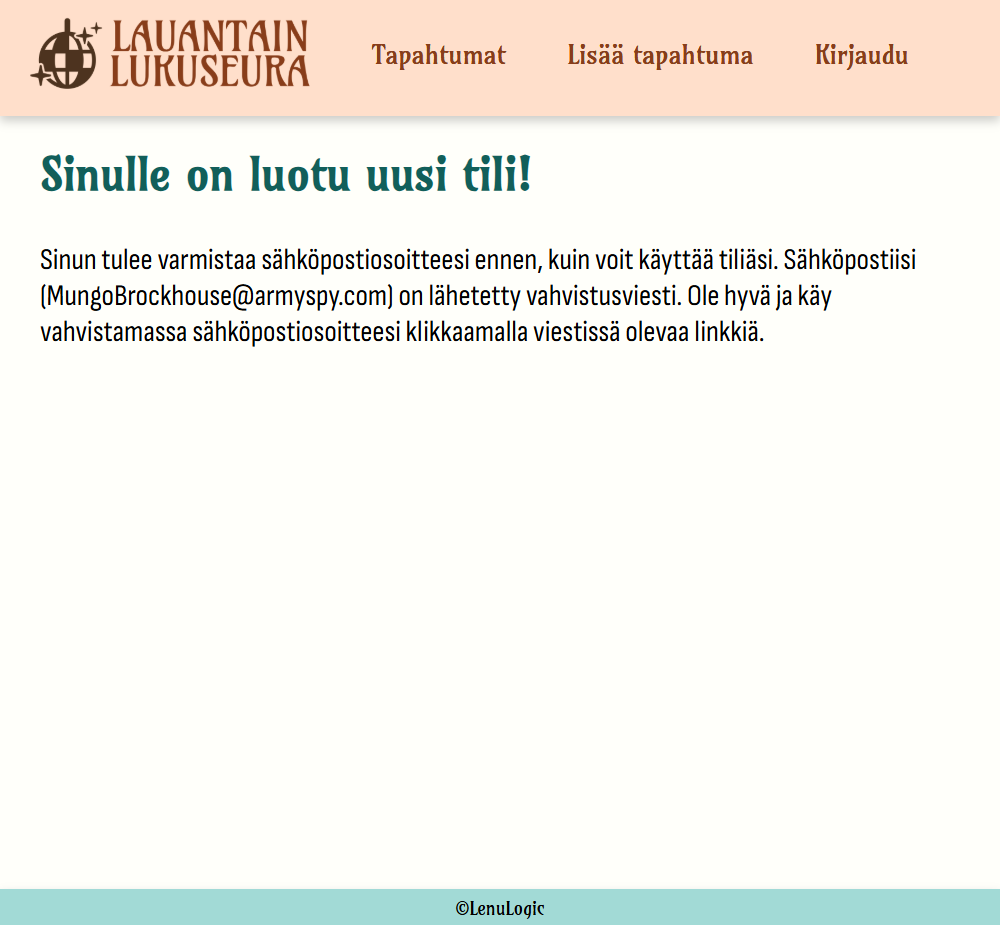 LAUANTAIN
LUKUSEURA
Tapahtumat
Lisää tapahtuma
Kirjaudu
Sinulle on luotu uusi tili!
Sinun tulee varmistaa sähköpostiosoitteesi ennen, kuin voit käyttää tiliäsi. Sähköpostiisi
(MungoBrockhouse@armyspy.com) on lähetetty vahvistusviesti. Ole hyvä ja käy
vahvistamassa sähköpostiosoitteesi klikkaamalla viestissä olevaa linkkiä.
©LenuLogic